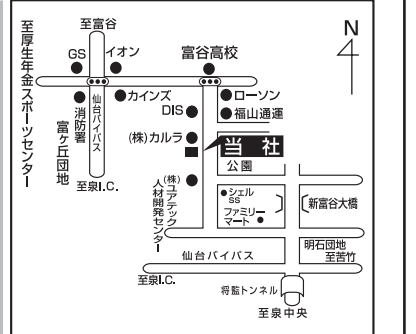 至富谷
N
GS
イオン
富谷高校
至厚生年金スポーツセンター
カインズ
ローソン
DIS
福山通運
消防署
仙台バイパス
富ヶ丘団地
(株)カルラ
当社
公園
至泉I.C.
(株)ユアテック
人材開発センター
シェル
SS
ファミリー
マート
新富谷大橋
仙台バイパス
明石団地
至苦竹
至泉I.C.
将監トンネル
至泉中央